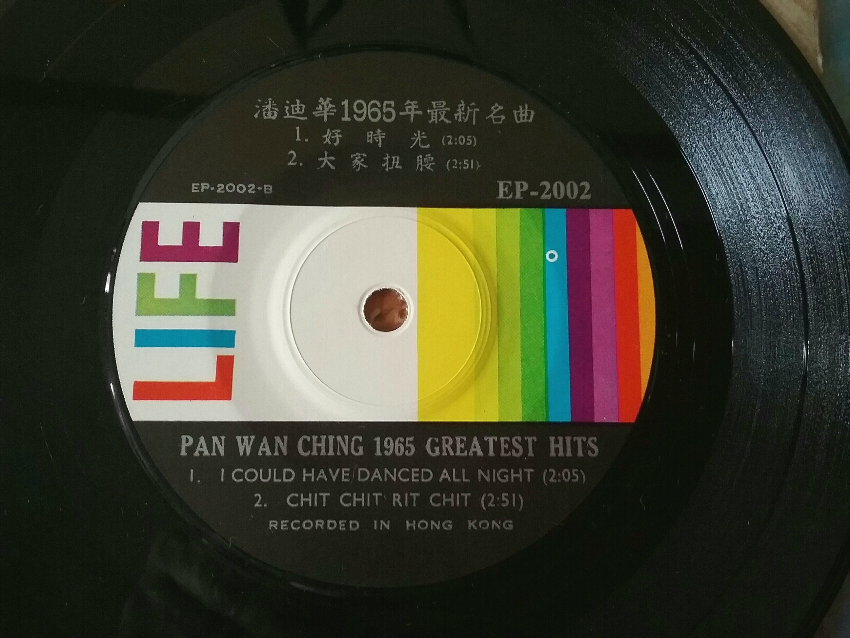 潘迪華1965年最新名曲
1. 好時光 (2:05)
2. 大家扭腰 (2:51)
EP-2002-B
EP-2002
LIFE
PAN WAN CHING 1965 GREATEST HITS
1. I COULD HAVE DANCED ALL NIGHT (2:05)
2. CHIT CHIT RIT CHIT (2:51)
RECORDED IN HONG KONG